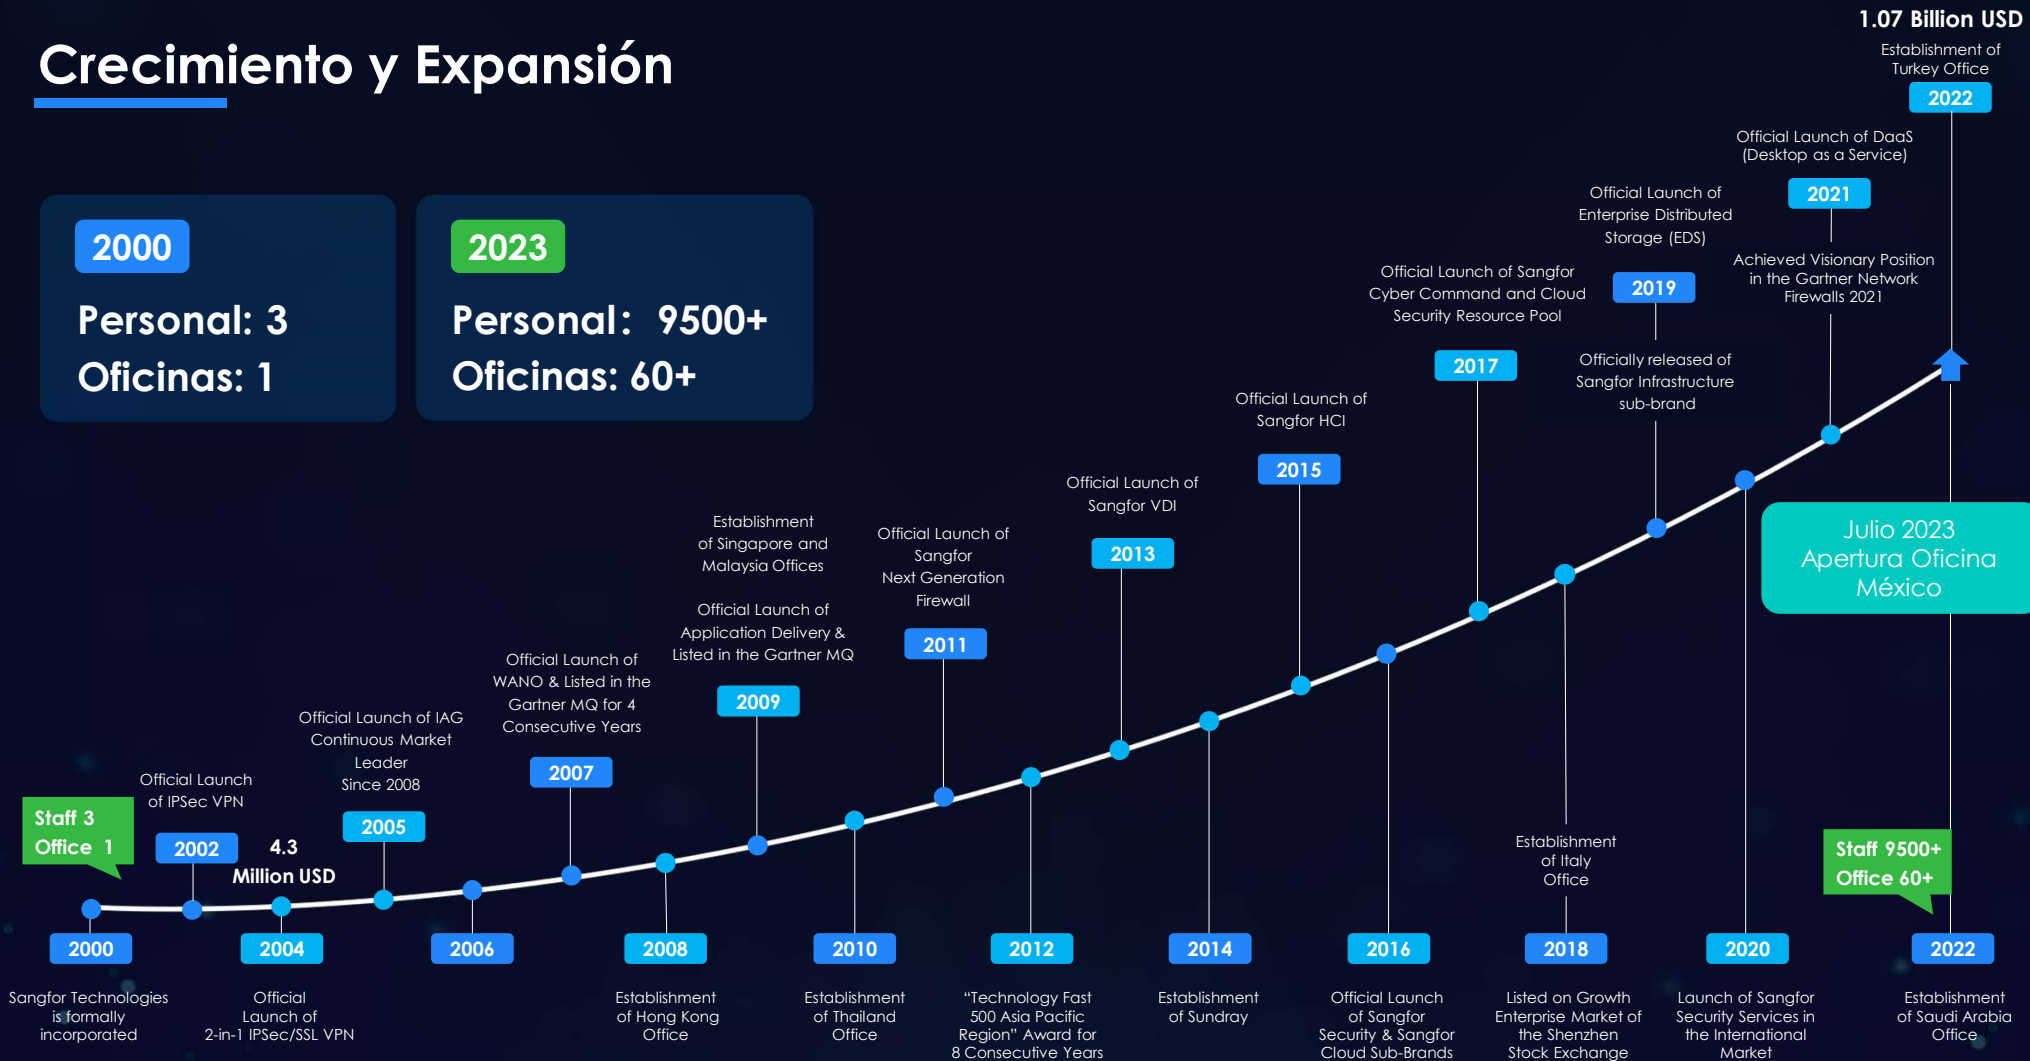 Crecimiento y Expansión
2000
Personal: 3
Oficinas: 1
2023
Personal: 9500+
Oficinas: 60+
Staff 3
Office 1
2000
Sangfor Technologies
is formally
incorporated
Official Launch
of IPSec VPN
2002
4.3
Million USD
2004
Official
Launch of
2-in-1 IPSec/SSL VPN
Official Launch of IAG
Continuous Market
Leader
Since 2008
2005
2006
Official Launch of
WANO & Listed in the
Gartner MQ for 4
Consecutive Years
2007
2008
Establishment
of Hong Kong
Office
Establishment
of Singapore and
Malaysia Offices
Official Launch of
Application Delivery &
Listed in the Gartner MQ
2009
2010
Establishment
of Thailand
Office
Official Launch of
Sangfor
Next Generation
Firewall
2011
2012
“Technology Fast
500 Asia Pacific
Region” Award for
8 Consecutive Years
Official Launch of
Sangfor VDI
2013
2014
Establishment
of Sundray
Official Launch of
Sangfor HCI
2015
2016
Official Launch
of Sangfor
Security & Sangfor
Cloud Sub-Brands
Official Launch of Sangfor
Cyber Command and Cloud
Security Resource Pool
2017
Establishment
of Italy
Office
2018
Listed on Growth
Enterprise Market of
the Shenzhen
Stock Exchange
Official Launch of
Enterprise Distributed
Storage (EDS)
2019
Officially released of
Sangfor Infrastructure
sub-brand
2020
Launch of Sangfor
Security Services in
the International
Market
Official Launch of DaaS
(Desktop as a Service)
2021
Achieved Visionary Position
in the Gartner Network
Firewalls 2021
1.07 Billion USD
Establishment of
Turkey Office
2022
Julio 2023
Apertura Oficina
México
Staff 9500+
Office 60+
2022
Establishment
of Saudi Arabia
Office